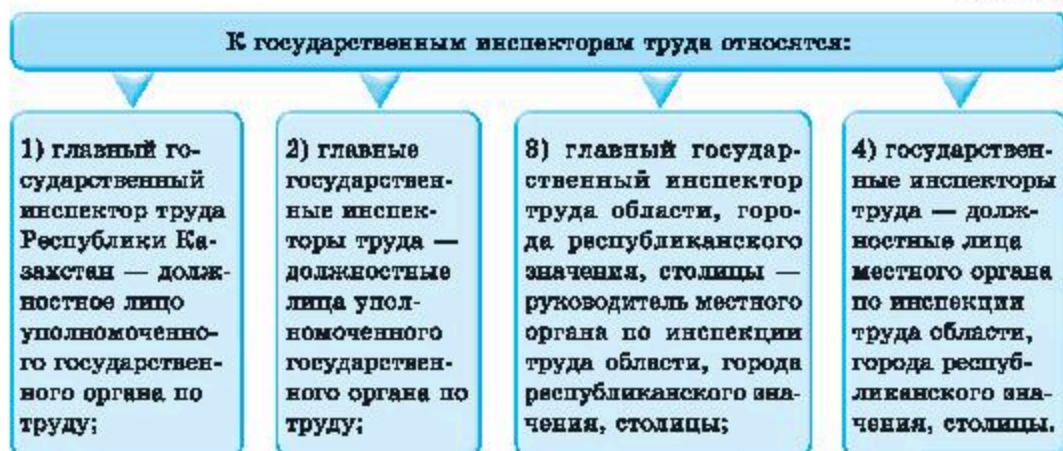 К государственным инспекторам труда относятся:
1) главный го-
сударственный
инспектор труда
Республики Ка-
захстан — долж-
ностное лицо
уполномоченно-
го государствен-
ного органа по
труду;
2) главные
государствен-
ные инспек-
торы труда —
должностные
лица упол-
номоченного
государствен-
ного органа по
труду;
3) главный государ-
ственный инспектор
труда области, горо-
да республиканского
значения, столицы —
руководитель местного
органа по инспекции
труда области, города
республиканского зна-
чения, столицы;
4) государствен-
ные инспекторы
труда — долж-
ностные лица
местного органа
по инспекции
труда области,
города респуб-
ликанского зна-
чения, столицы.